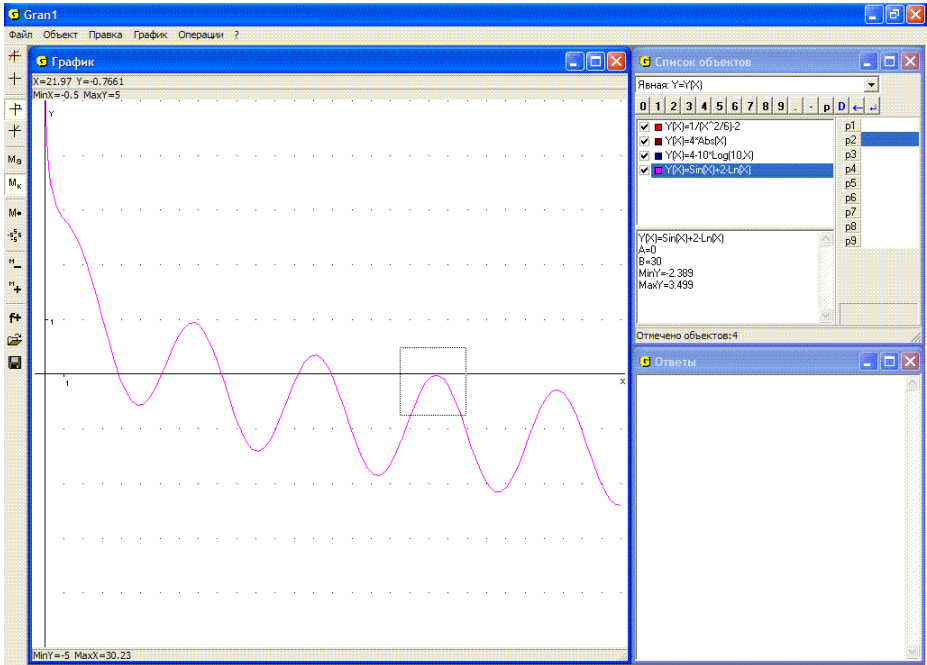 Gran1
Файл Объект Правка График Операции ?
График
X=21.97 Y=-0.7661
MinX=-0.5 MaxY=5
Y
1
1
X
MinY=-5 MaxX=30.23
Список объектов
Явная: Y=Y(X)
0 1 2 3 4 5 6 7 8 9 . - p D ← ↲
Y(X)=1/(X^2/6)-2
Y(X)=4*Abs(X)
Y(X)=4-10*Log(10,X)
Y(X)=Sin(X)+2-Ln(X)
p1
p2
p3
p4
p5
p6
p7
p8
p9
Y(X)=Sin(X)+2-Ln(X)
A=0
B=30
MinY=-2.389
MaxY=3.499
Отмечено объектов:4
Ответы
Mа
Mк
M•
M
M
f+